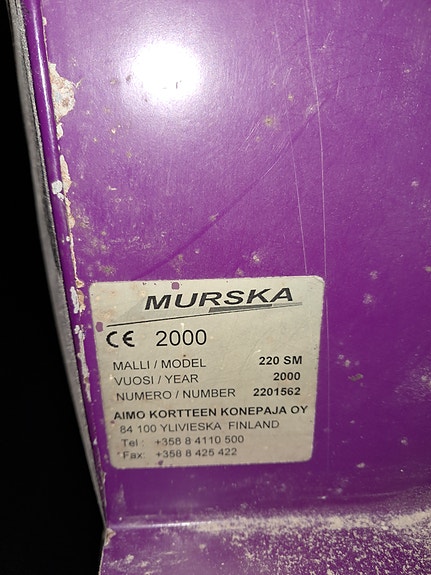 MURSKA
CE 2000
MALLI / MODEL 220 SM
VUOSI / YEAR 2000
NUMERO / NUMBER 2201562
AIMO KORTTEEN KONEPAJA OY
84 100 YLIVIESKA FINLAND
Tel : +358 8 4110 500
Fax: +358 8 425 422